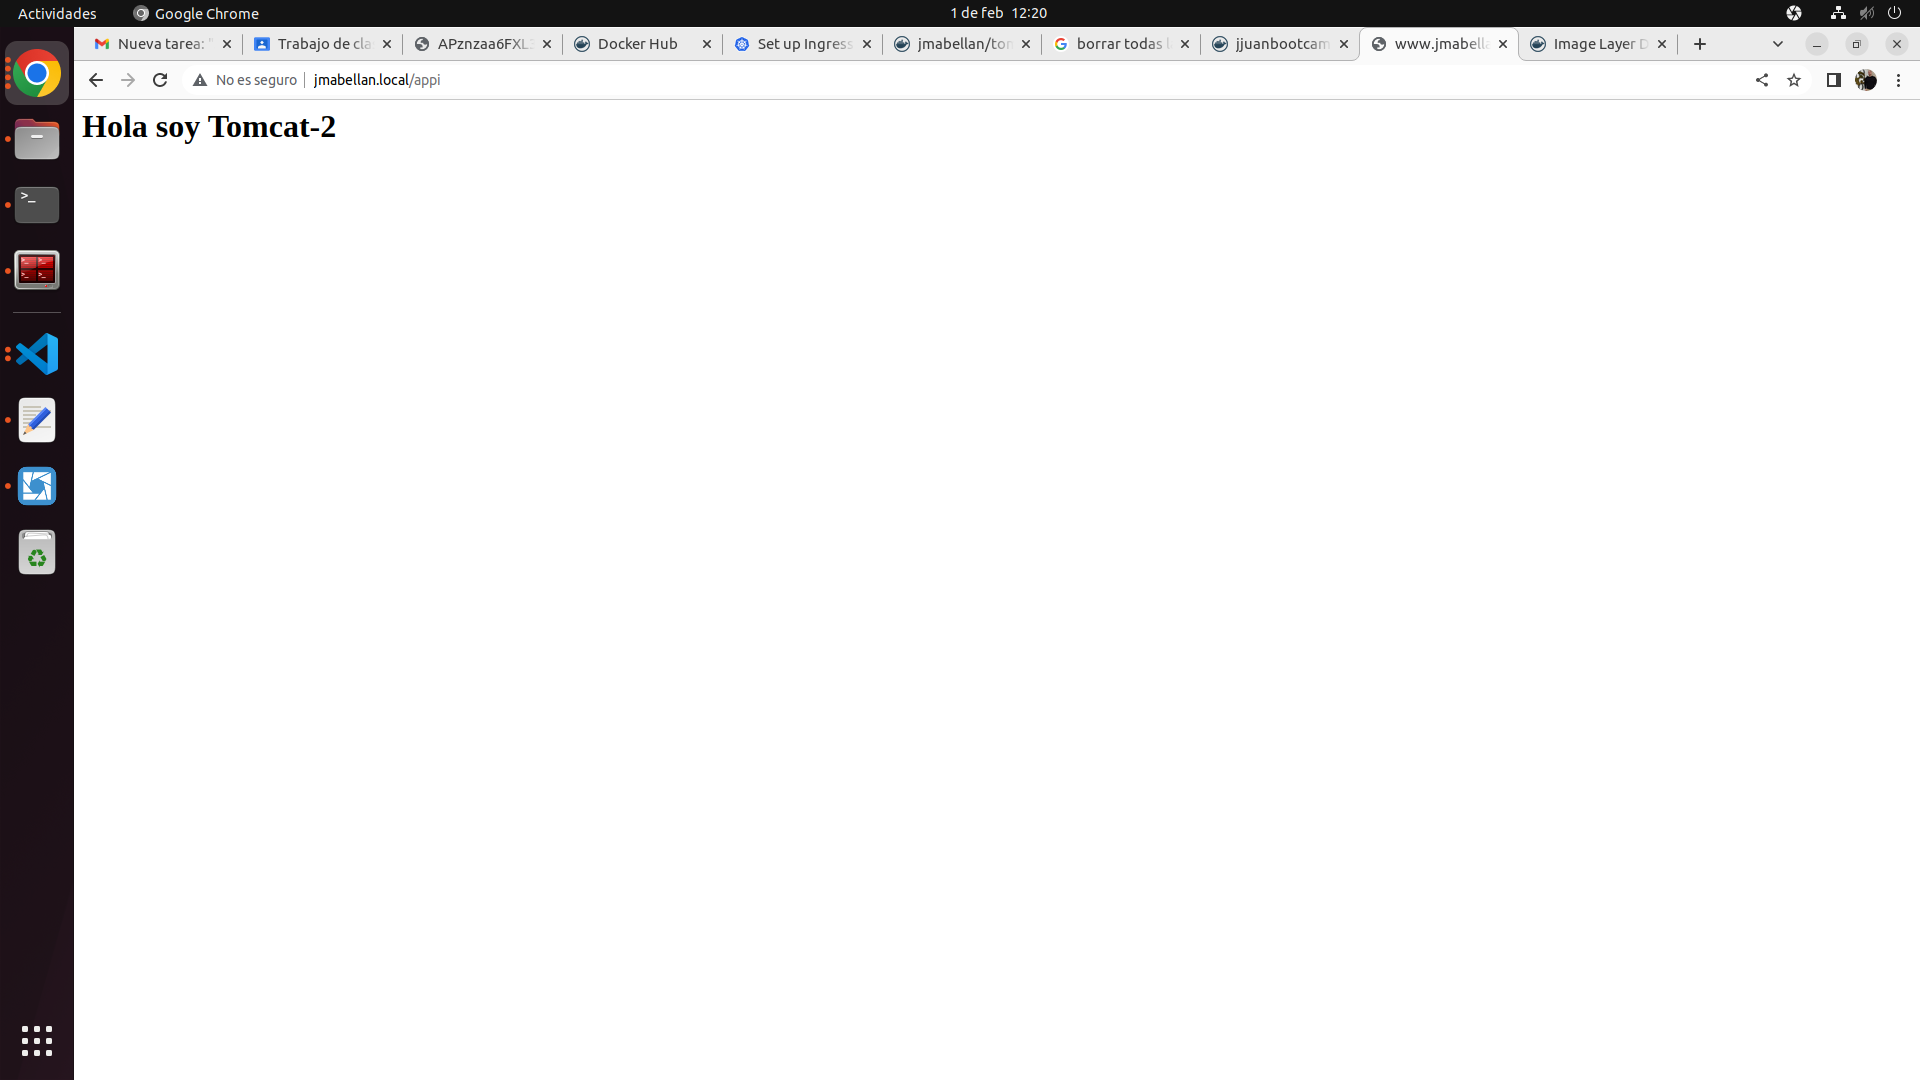 Actividades Google Chrome 1 de feb 12:20
Nueva tarea: " Trabajo de cla APznzaa6FXL Docker Hub Set up Ingress jmabellan/ton borrar todas l jjuanbootcam www.jmabella Image Layer D
No es seguro jmabellan.local/appi
Hola soy Tomcat-2